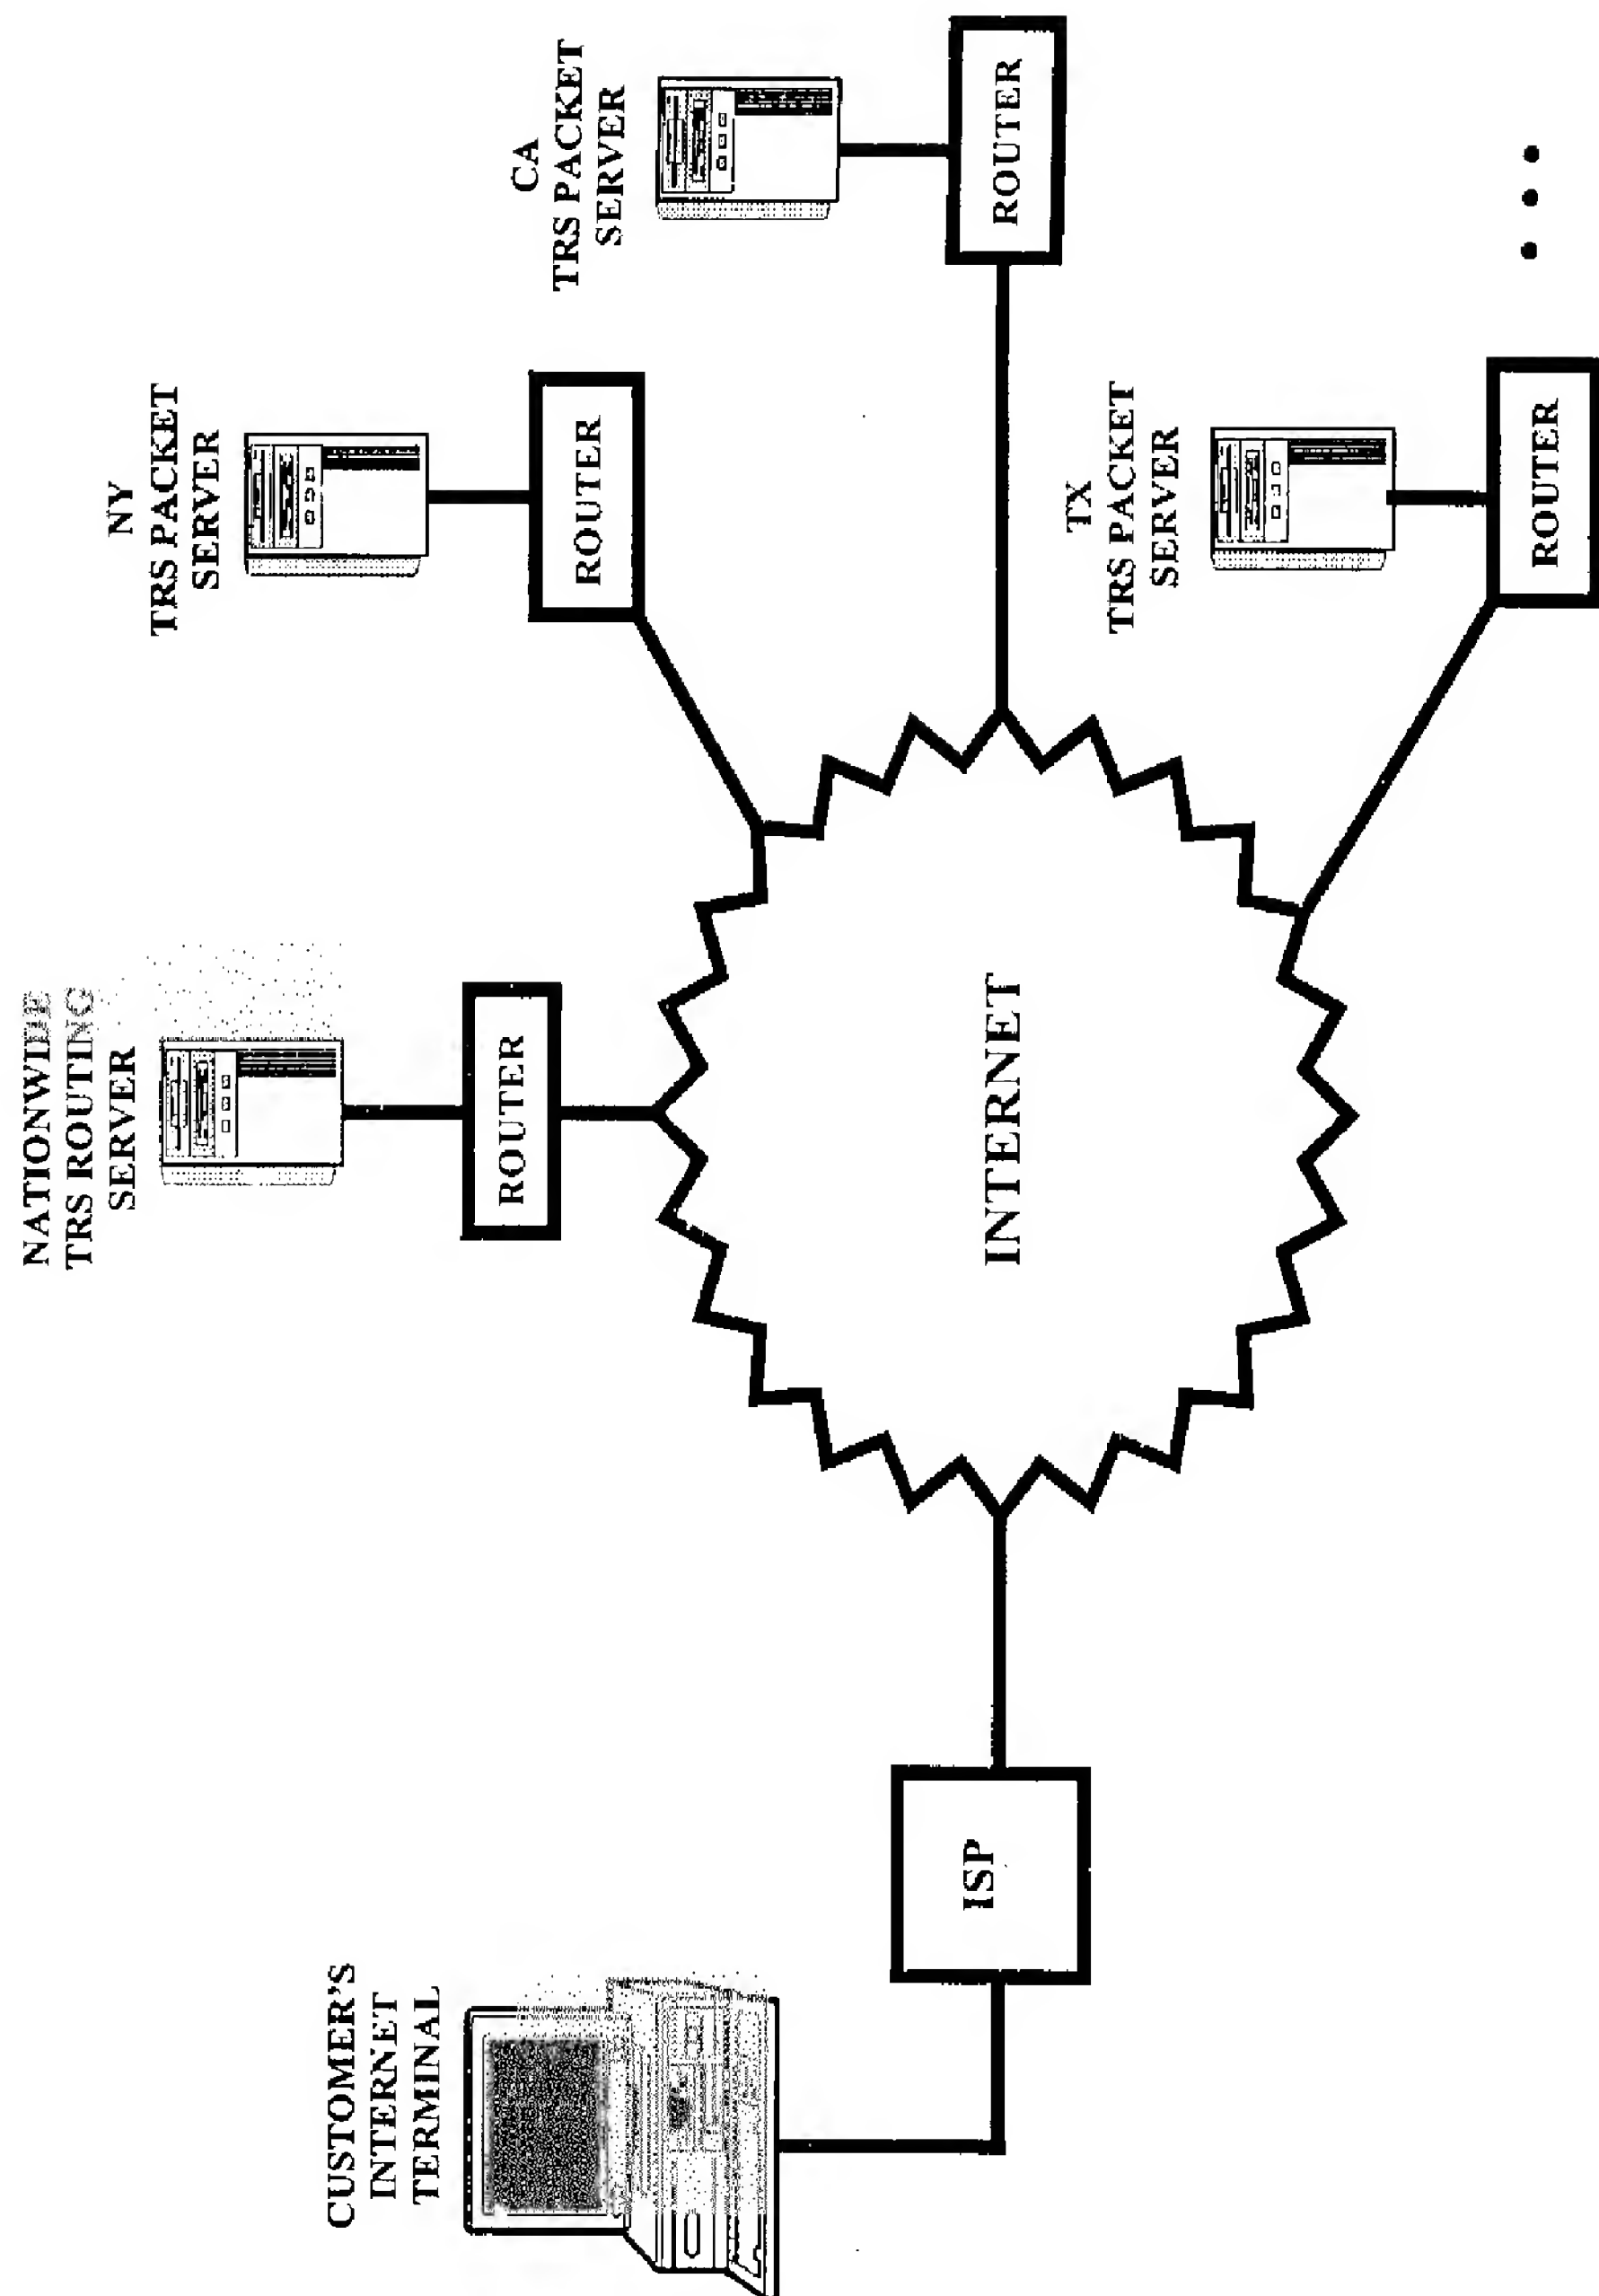 NATIONWIDE
TRS ROUTING
SERVER
ROUTER
NY
TRS PACKET
SERVER
ROUTER
CA
TRS PACKET
SERVER
ROUTER
TX
TRS PACKET
SERVER
ROUTER
INTERNET
ISP
CUSTOMER'S
INTERNET
TERMINAL